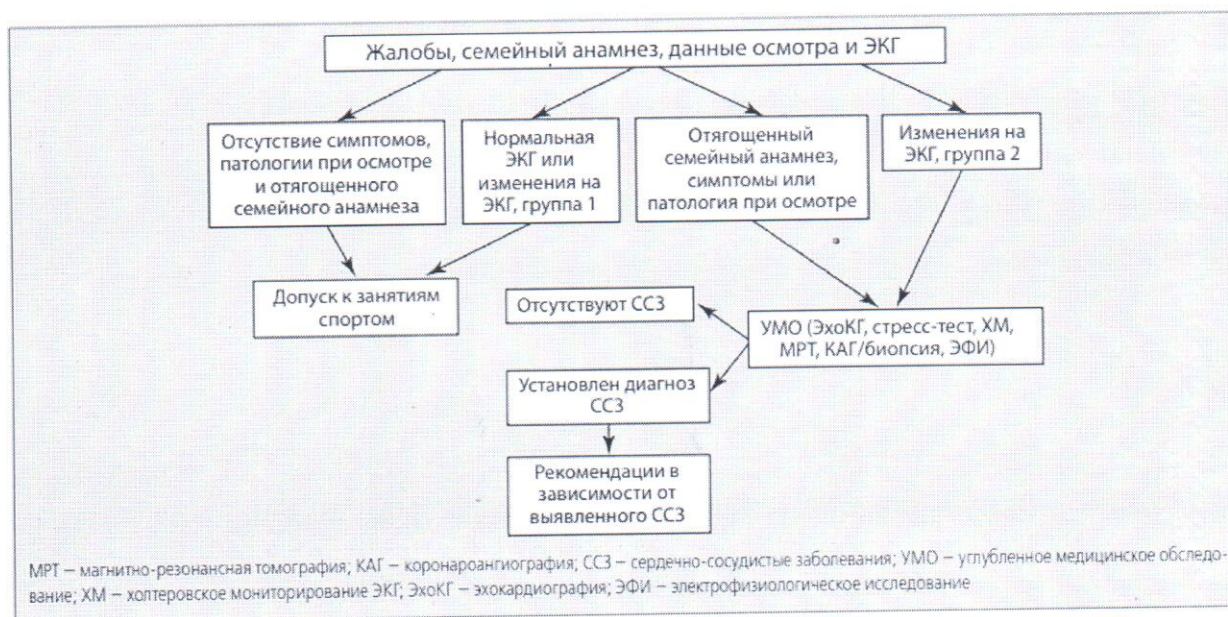 Жалобы, семейный анамнез, данные осмотра и ЭКГ
Отсутствие симптомов,
патологии при осмотре
и отягощенного
семейного анамнеза
Нормальная
ЭКГ или
изменения на
ЭКГ, группа 1
Отягощенный
семейный анамнез,
симптомы или
патология при осмотре
Изменения на
ЭКГ, группа 2
Допуск к занятиям
спортом
Отсутствуют ССЗ
УМО (ЭхоКГ, стресс-тест, ХМ,
МРТ, КАГ/биопсия, ЭФИ)
Установлен диагноз
ССЗ
Рекомендации в
зависимости от
выявленного ССЗ
МРТ — магнитно-резонансная томография; КАГ — коронароангиография; ССЗ — сердечно-сосудистые заболевания; УМО — углубленное медицинское обследо-
вание; ХМ — холтеровское мониторирование ЭКГ; ЭхоКГ — эхокардиография; ЭФИ — электрофизиологическое исследование